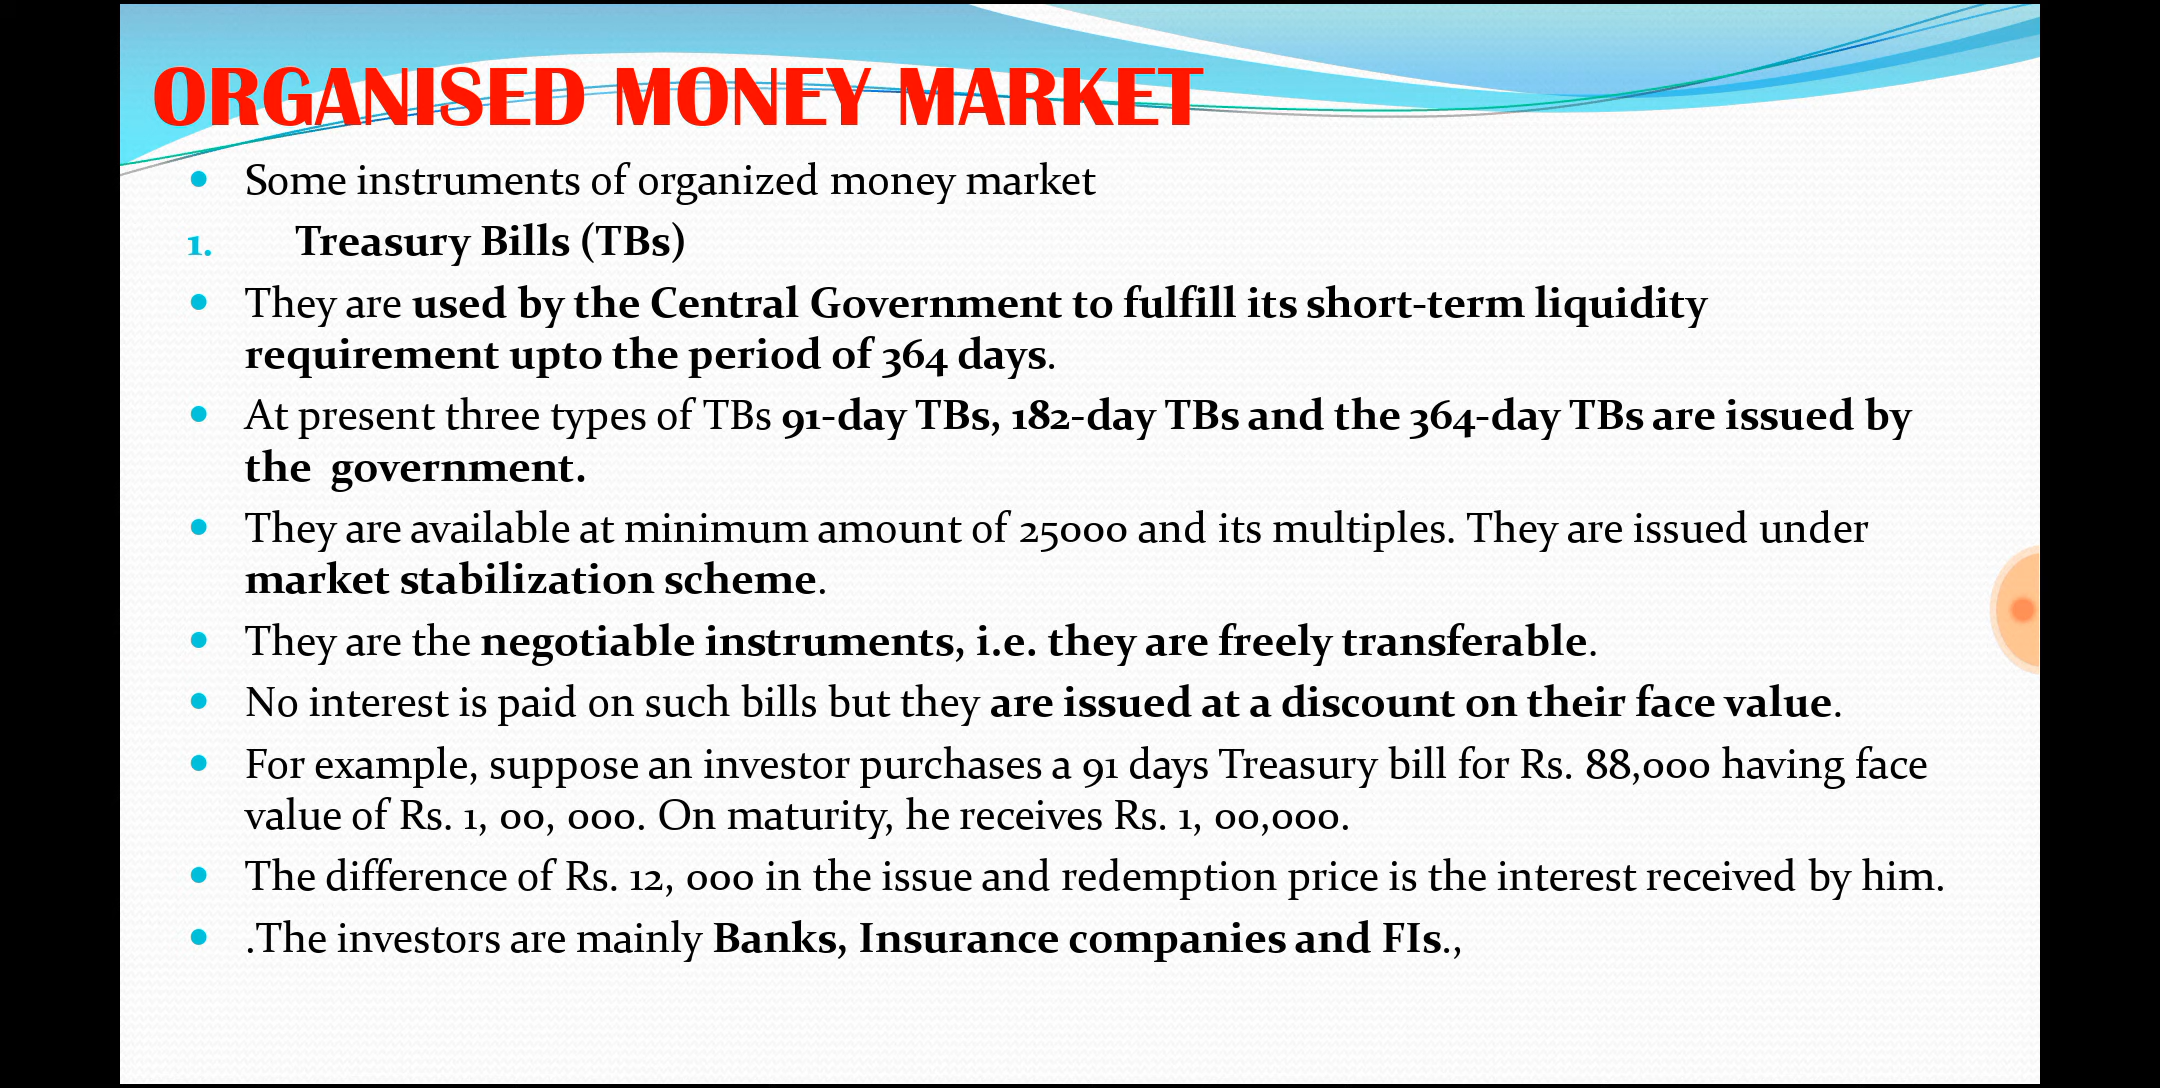 ORGANISED MONEY MARKET
• Some instruments of organized money market
1. Treasury Bills (TBs)
• They are used by the Central Government to fulfill its short-term liquidity
requirement upto the period of 364 days.
• At present three types of TBs 91-day TBs, 182-day TBs and the 364-day TBs are issued by
the government.
• They are available at minimum amount of 25000 and its multiples. They are issued under
market stabilization scheme.
• They are the negotiable instruments, i.e. they are freely transferable.
• No interest is paid on such bills but they are issued at a discount on their face value.
• For example, suppose an investor purchases a 91 days Treasury bill for Rs. 88,000 having face
value of Rs. 1, 00, 000. On maturity, he receives Rs. 1, 00,000.
• The difference of Rs. 12, 000 in the issue and redemption price is the interest received by him.
• .The investors are mainly Banks, Insurance companies and FIs.,